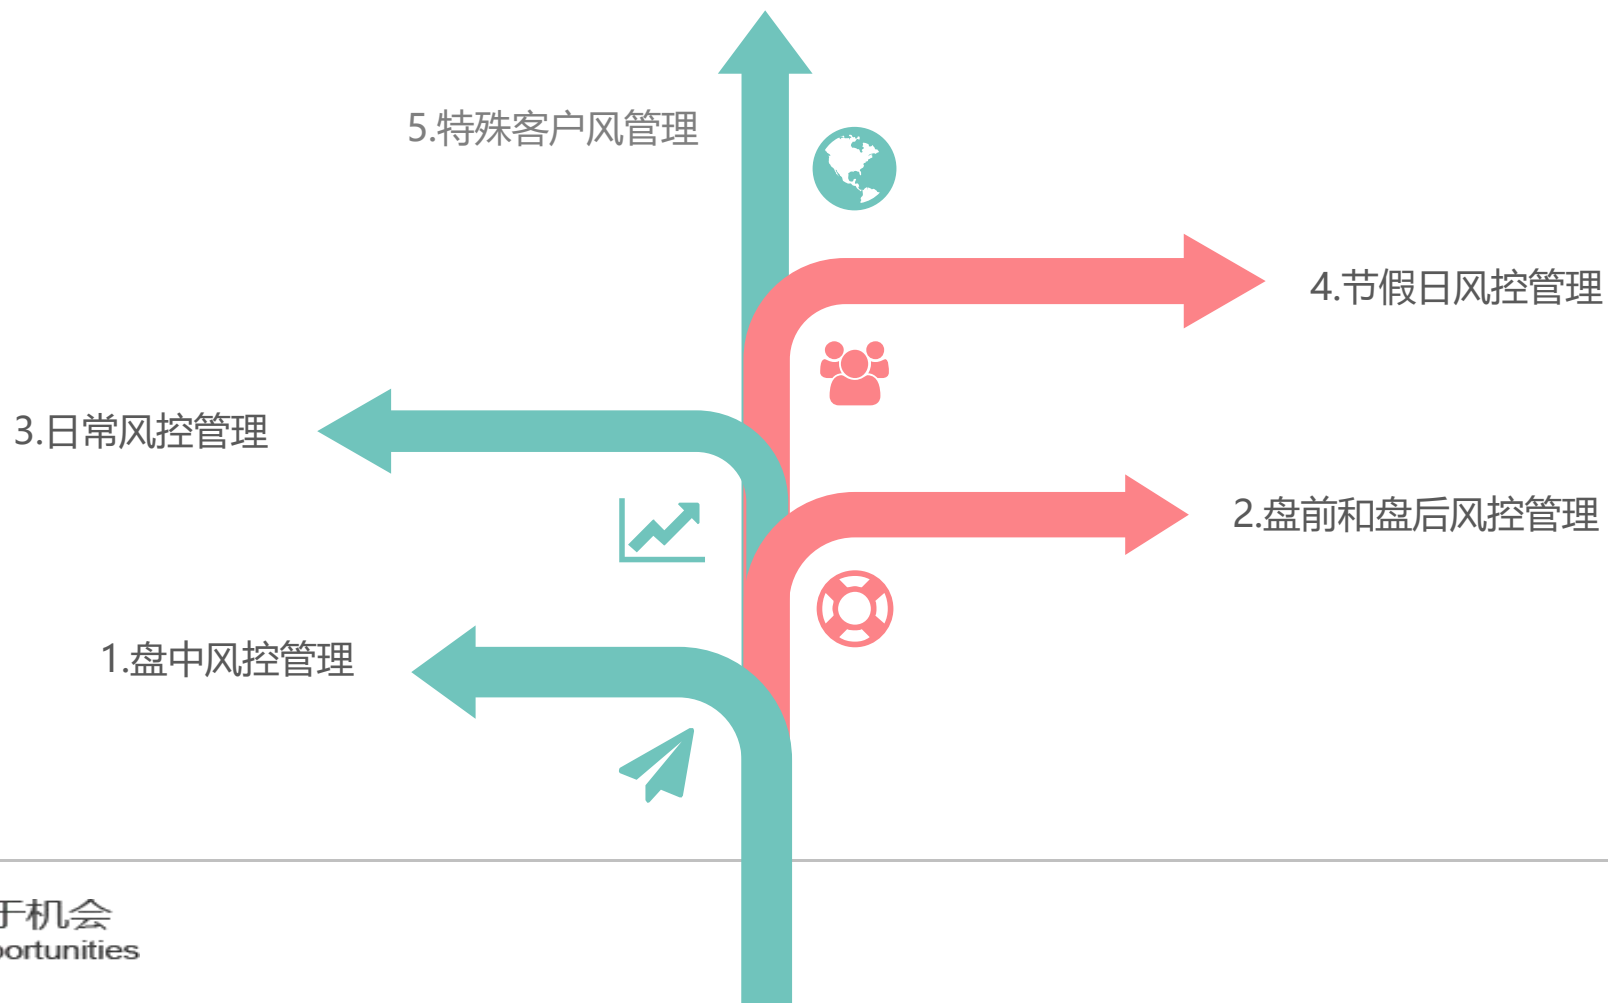 5.特殊客户风管理
4.节假日风控管理
3.日常风控管理
2.盘前和盘后风控管理
1.盘中风控管理
于机会
portunities